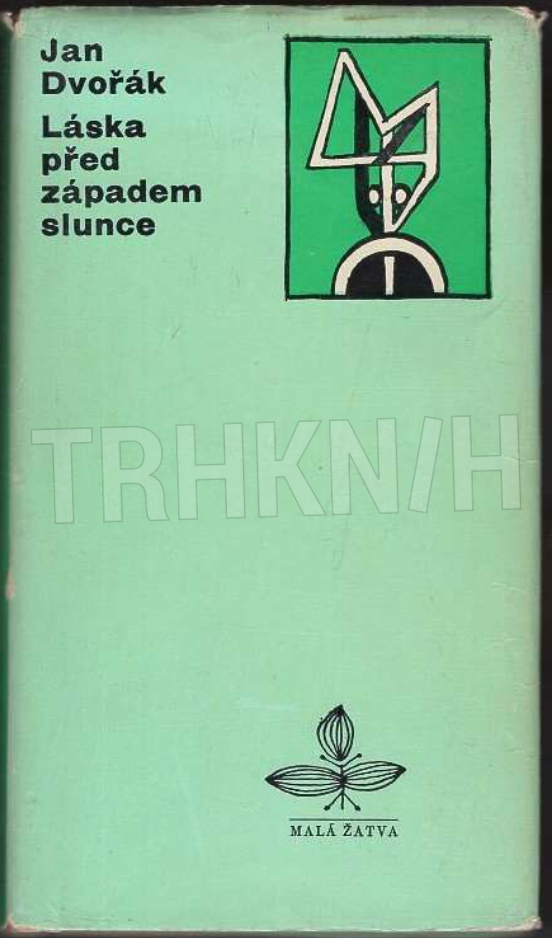 Jan
Dvořák
Láska
před
západem
slunce
TRHKNIH
MALÁ ŽATVA